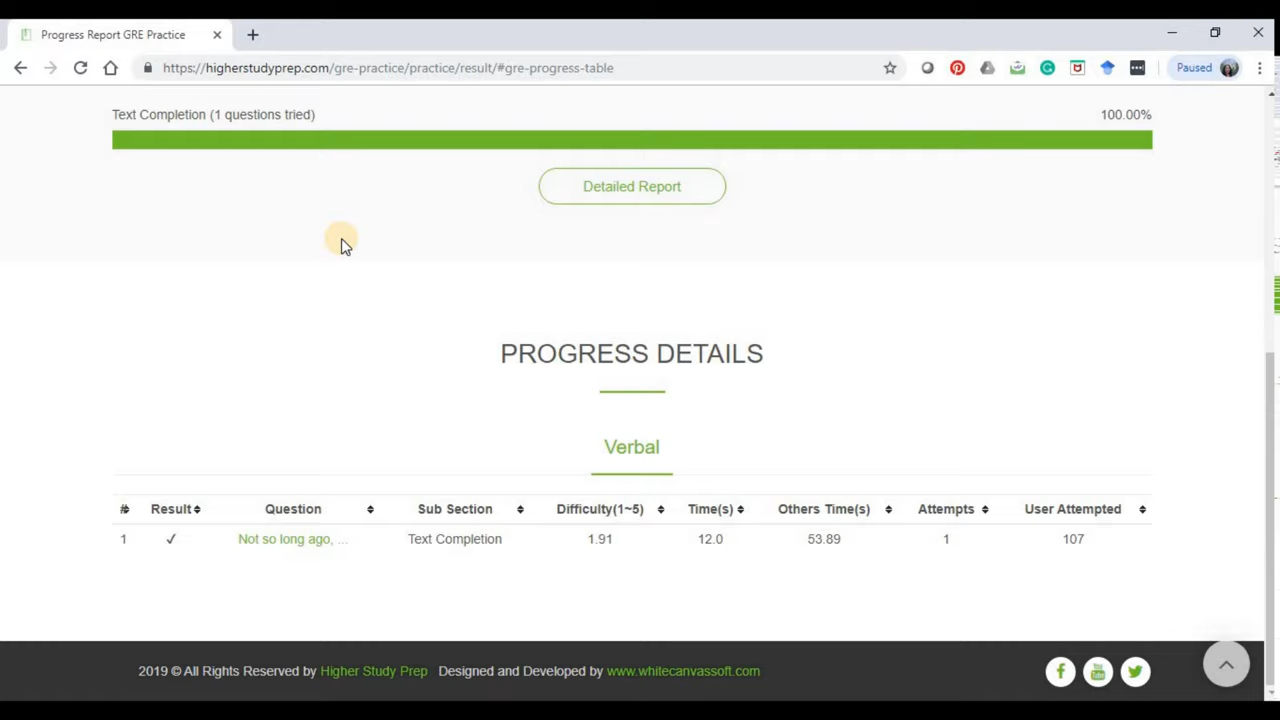 Progress Report GRE Practice
https://higherstudyprep.com/gre-practice/practice/result/#gre-progress-table
Paused
Text Completion (1 questions tried) 100.00%
Detailed Report
PROGRESS DETAILS
Verbal
# Result Question Sub Section Difficulty(1~5) Time(s) Others Time(s) Attempts User Attempted
1 ✓ Not so long ago, ... Text Completion 1.91 12.0 53.89 1 107
2019 © All Rights Reserved by Higher Study Prep Designed and Developed by www.whitecanvassoft.com